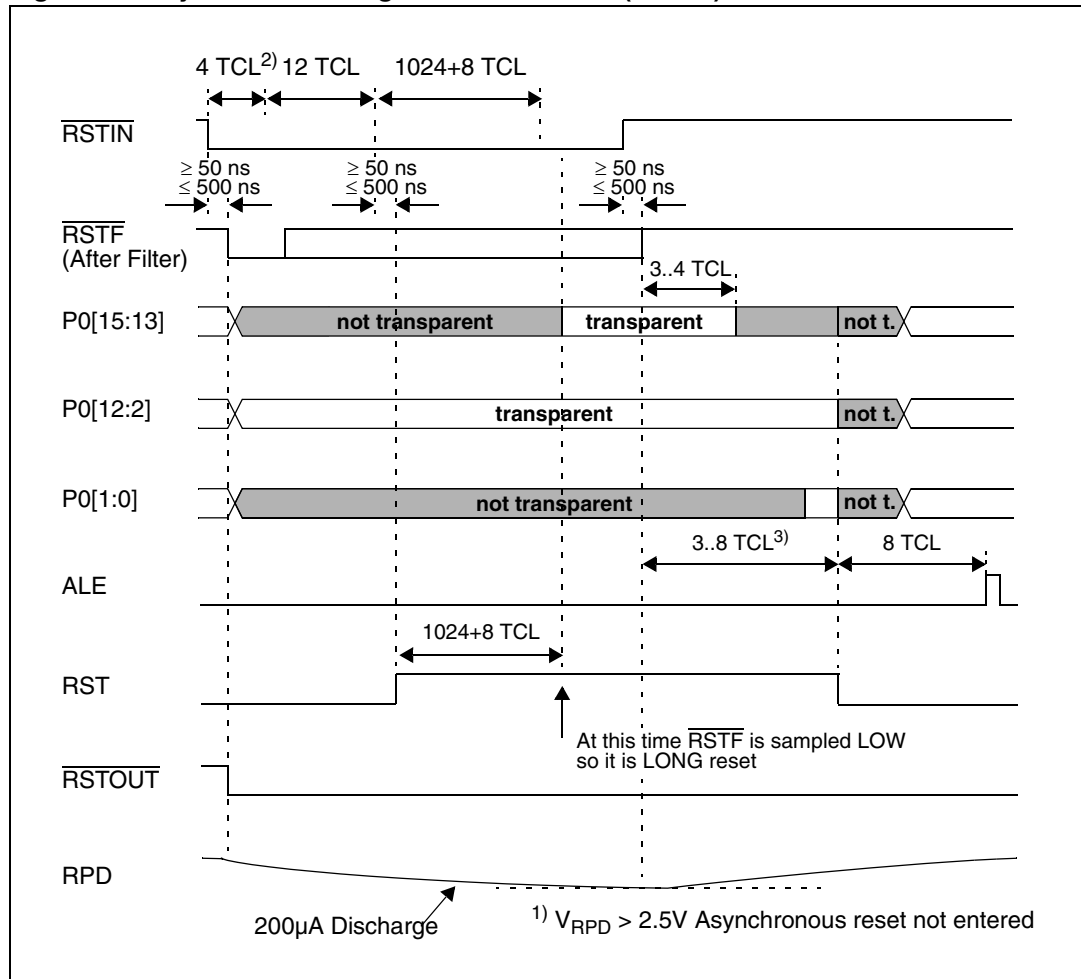 4 TCL2) 12 TCL 1024+8 TCL
RSTIN
≥ 50 ns ≥ 50 ns ≥ 50 ns
≤ 500 ns ≤ 500 ns ≤ 500 ns
RSTF
(After Filter)
3..4 TCL
P0[15:13] not transparent transparent not t.
P0[12:2] transparent not t.
P0[1:0] not transparent not t.
3..8 TCL3) 8 TCL
ALE
1024+8 TCL
RST
At this time RSTF is sampled LOW
so it is LONG reset
RSTOUT
RPD
200µA Discharge 1) VRPD > 2.5V Asynchronous reset not entered